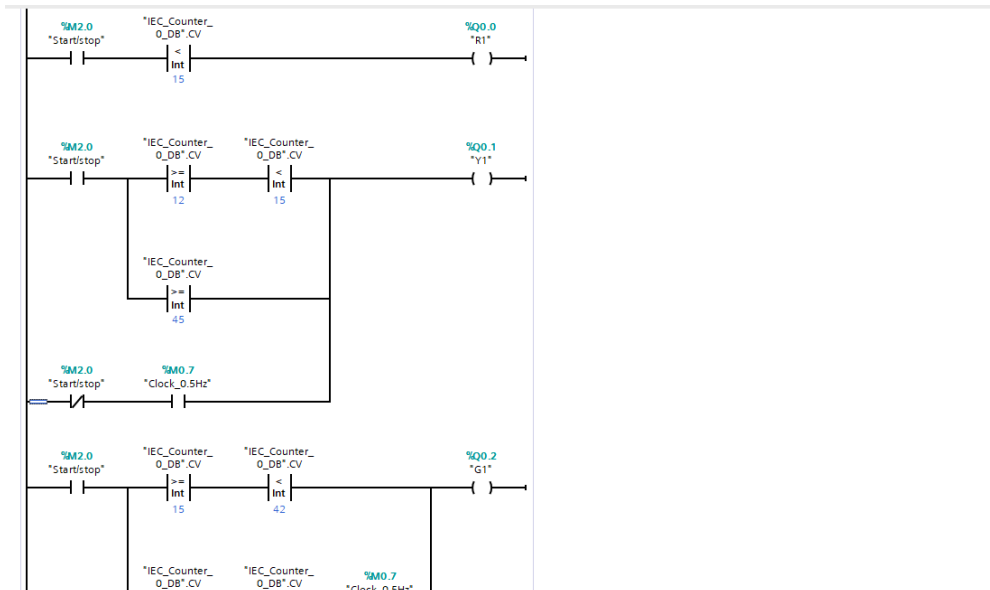 %M2.0
"Start/stop"
"IEC_Counter_
0_DB".CV
<
Int
15
%Q0.0
"R1"
%M2.0
"Start/stop"
"IEC_Counter_
0_DB".CV
>=
Int
12
"IEC_Counter_
0_DB".CV
<
Int
15
%Q0.1
"Y1"
"IEC_Counter_
0_DB".CV
>=
Int
45
%M2.0
"Start/stop"
%M0.7
"Clock_0.5Hz"
%M2.0
"Start/stop"
"IEC_Counter_
0_DB".CV
>=
Int
15
"IEC_Counter_
0_DB".CV
<
Int
42
%Q0.2
"G1"
"IEC_Counter_
0_DB".CV
"IEC_Counter_
0_DB".CV
%M0.7
"Clock_0.5Hz"